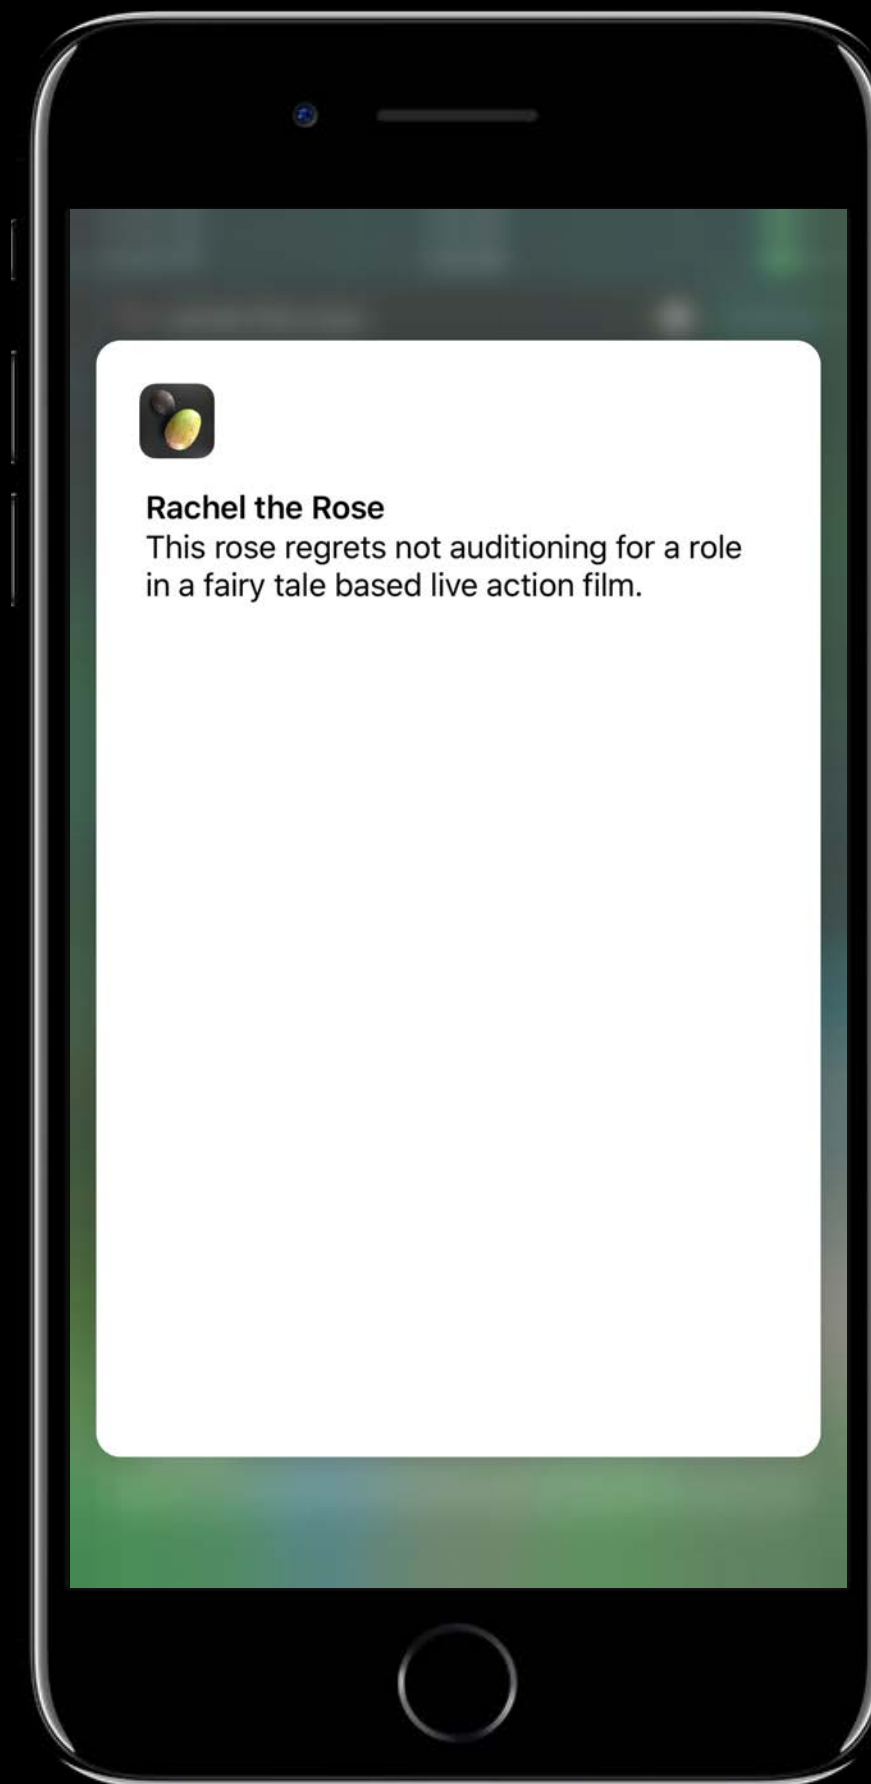 Rachel the Rose
This rose regrets not auditioning for a role
in a fairy tale based live action film.